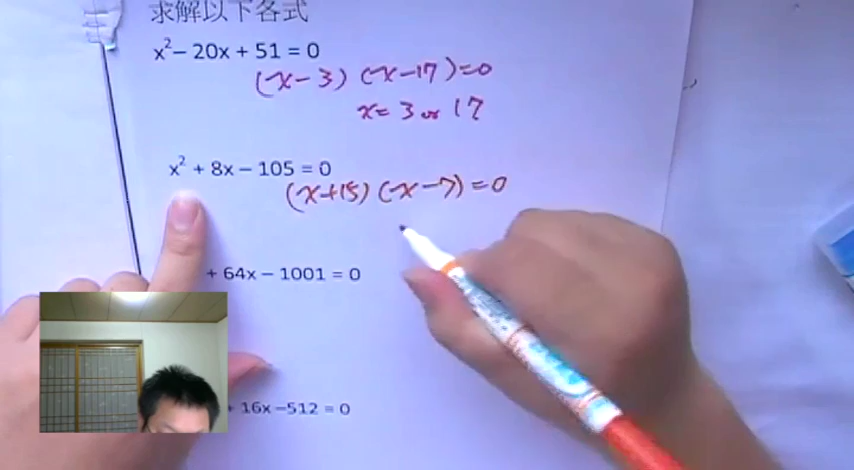 求解以下各式
x² − 20x + 51 = 0
(x − 3) (x − 17) = 0
x = 3 or 17
x² + 8x − 105 = 0
(x + 15) (x − 7) = 0
+ 64x − 1001 = 0
+ 16x − 512 = 0